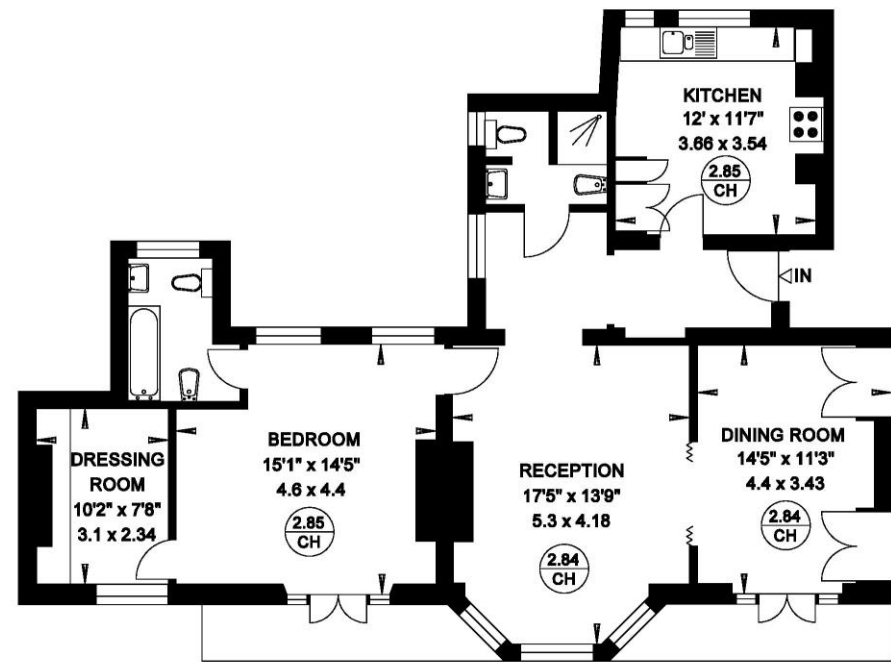 KITCHEN
12' x 11'7"
3.66 x 3.54
2.85
CH
IN
DRESSING
ROOM
10'2" x 7'8"
3.1 x 2.34
BEDROOM
15'1" x 14'5"
4.6 x 4.4
2.85
CH
RECEPTION
17'5" x 13'9"
5.3 x 4.18
2.84
CH
DINING ROOM
14'5" x 11'3"
4.4 x 3.43
2.84
CH